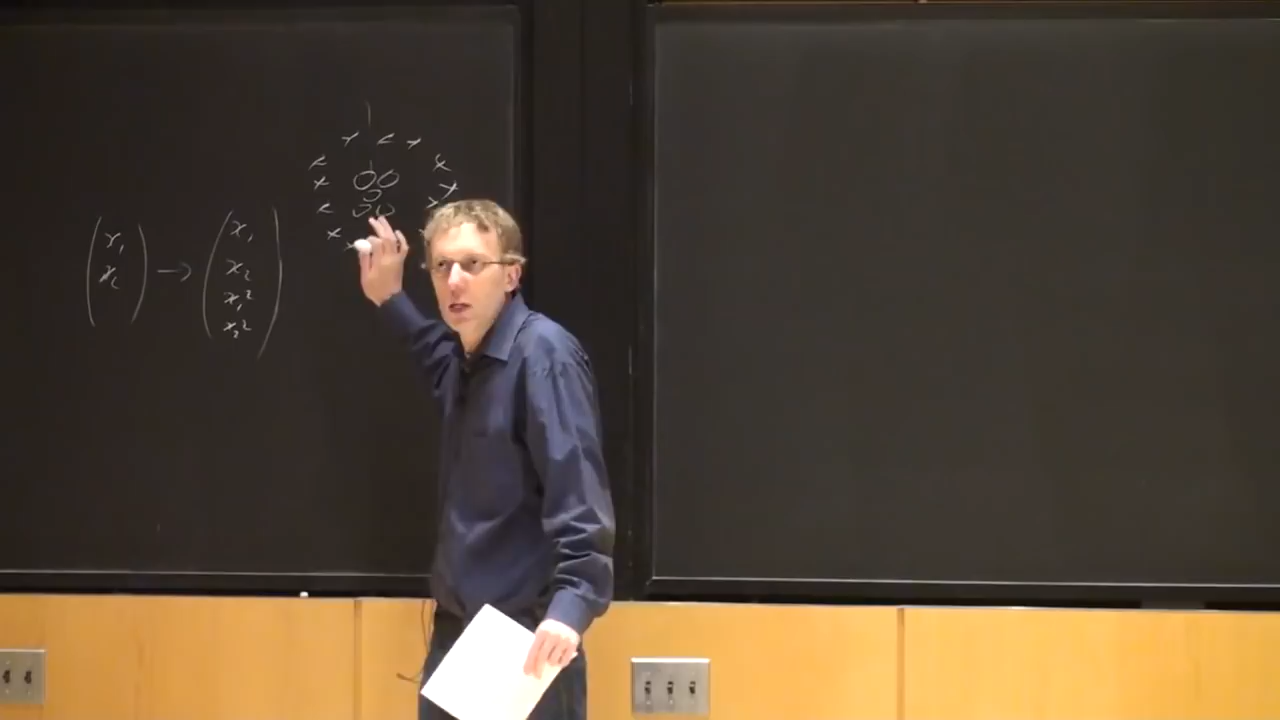 (x₁ x₂) → (x₁ x₂ x₁² x₂²)
x x x
x x
o o
x x
o
x x
o o
x
x